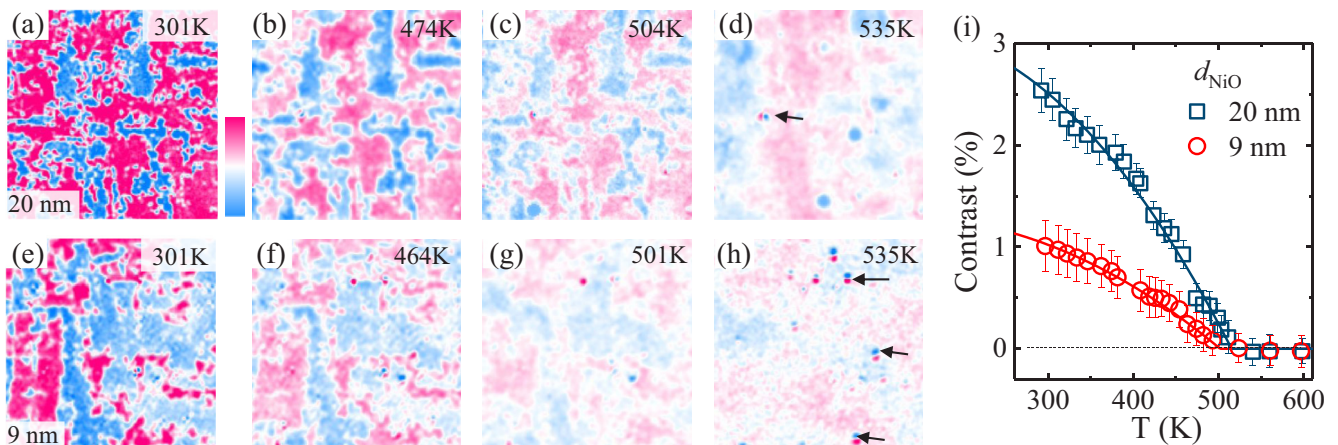 (a) 301K
20 nm
(b) 474K
(c) 504K
(d) 535K
(e) 301K
9 nm
(f) 464K
(g) 501K
(h) 535K
(i)
Contrast (%)
3
2
1
0
d_NiO
20 nm
9 nm
300 400 500 600
T (K)